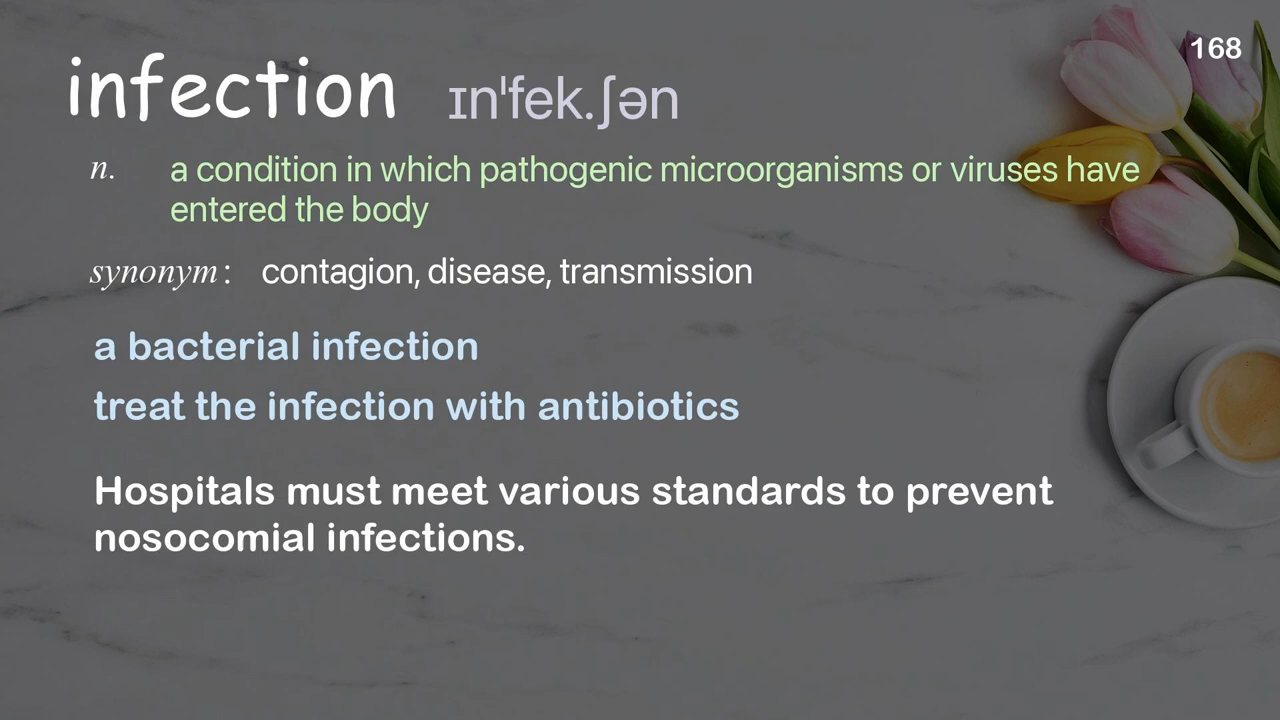 168
infection ɪnˈfek.ʃən
n. a condition in which pathogenic microorganisms or viruses have
entered the body
synonym: contagion, disease, transmission
a bacterial infection
treat the infection with antibiotics
Hospitals must meet various standards to prevent
nosocomial infections.